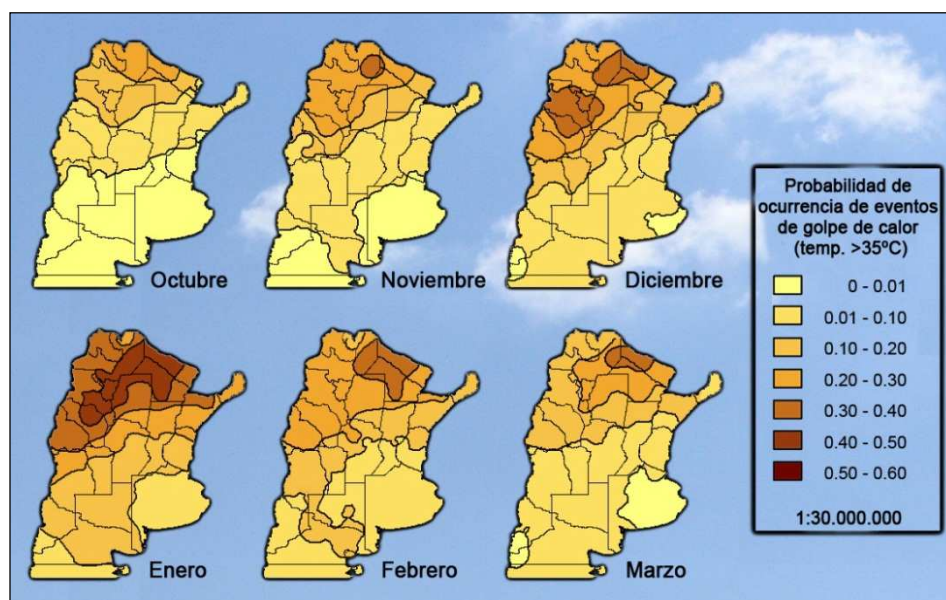 Octubre
Noviembre
Diciembre
Enero
Febrero
Marzo
Probabilidad de
ocurrencia de eventos
de golpe de calor
(temp. >35ºC)
0 - 0.01
0.01 - 0.10
0.10 - 0.20
0.20 - 0.30
0.30 - 0.40
0.40 - 0.50
0.50 - 0.60
1:30.000.000